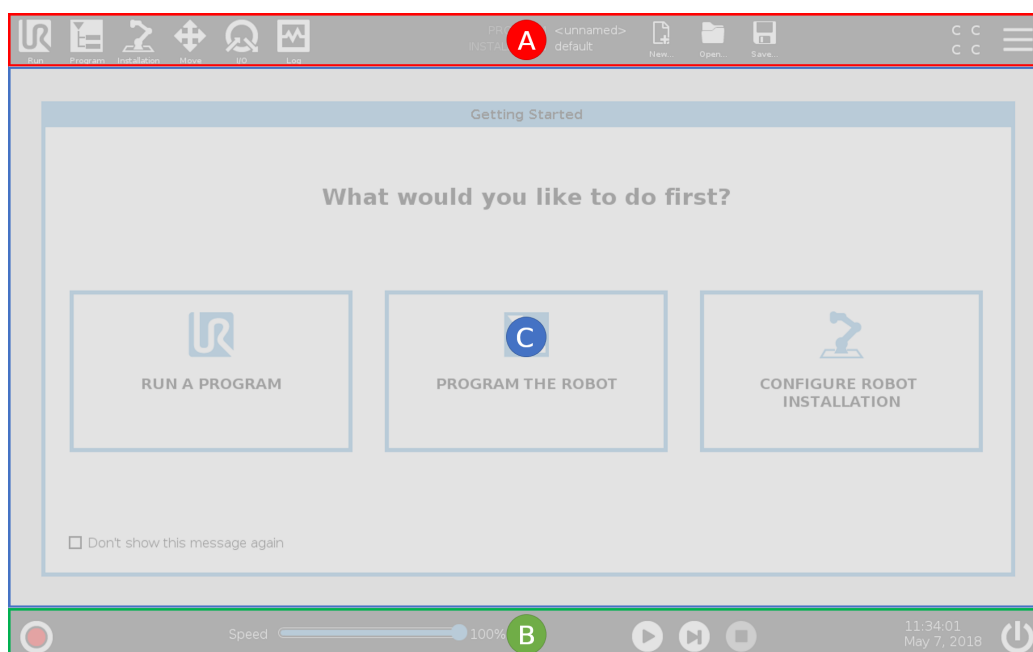 Run Program Installation Move I/O Log
A
<unnamed>
default
New... Open... Save...
C C
C C
Getting Started
What would you like to do first?
C
RUN A PROGRAM
PROGRAM THE ROBOT
CONFIGURE ROBOT
INSTALLATION
Don't show this message again
Speed 100%
B
11:34:01
May 7, 2018